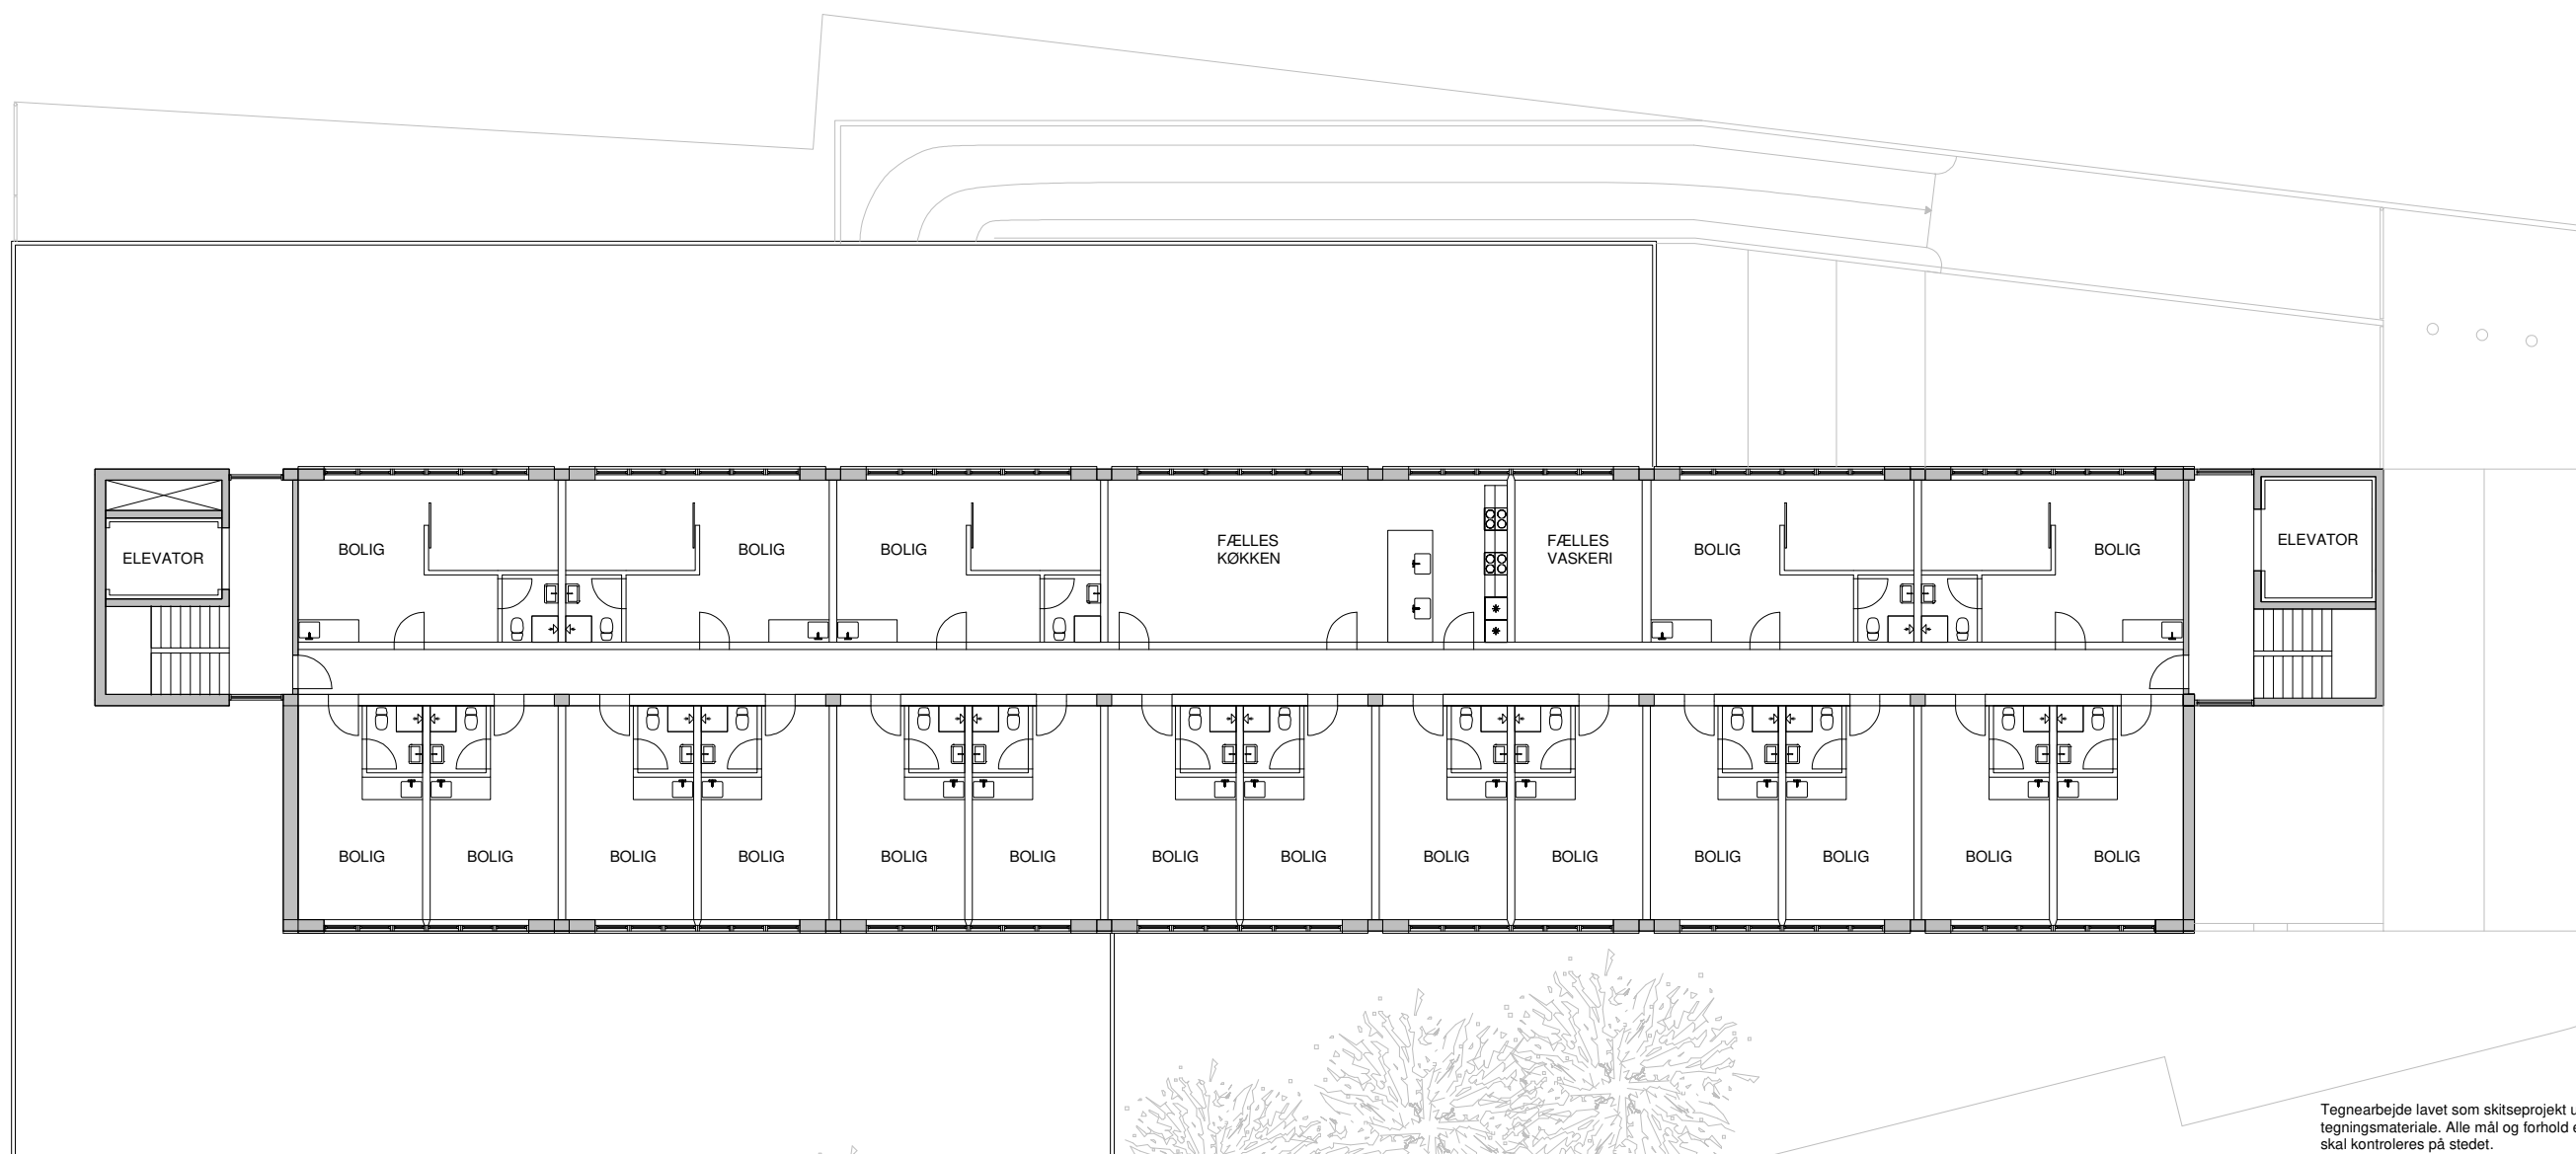 BOLIG
BOLIG
BOLIG
FÆLLES
KØKKEN
FÆLLES
VASKERI
BOLIG
BOLIG
ELEVATOR
ELEVATOR
BOLIG
BOLIG
BOLIG
BOLIG
BOLIG
BOLIG
BOLIG
BOLIG
BOLIG
BOLIG
BOLIG
BOLIG
BOLIG
BOLIG
Tegnearbejde lavet som skitseprojekt
tegningsmateriale. Alle mål og forhold
skal kontroleres på stedet.